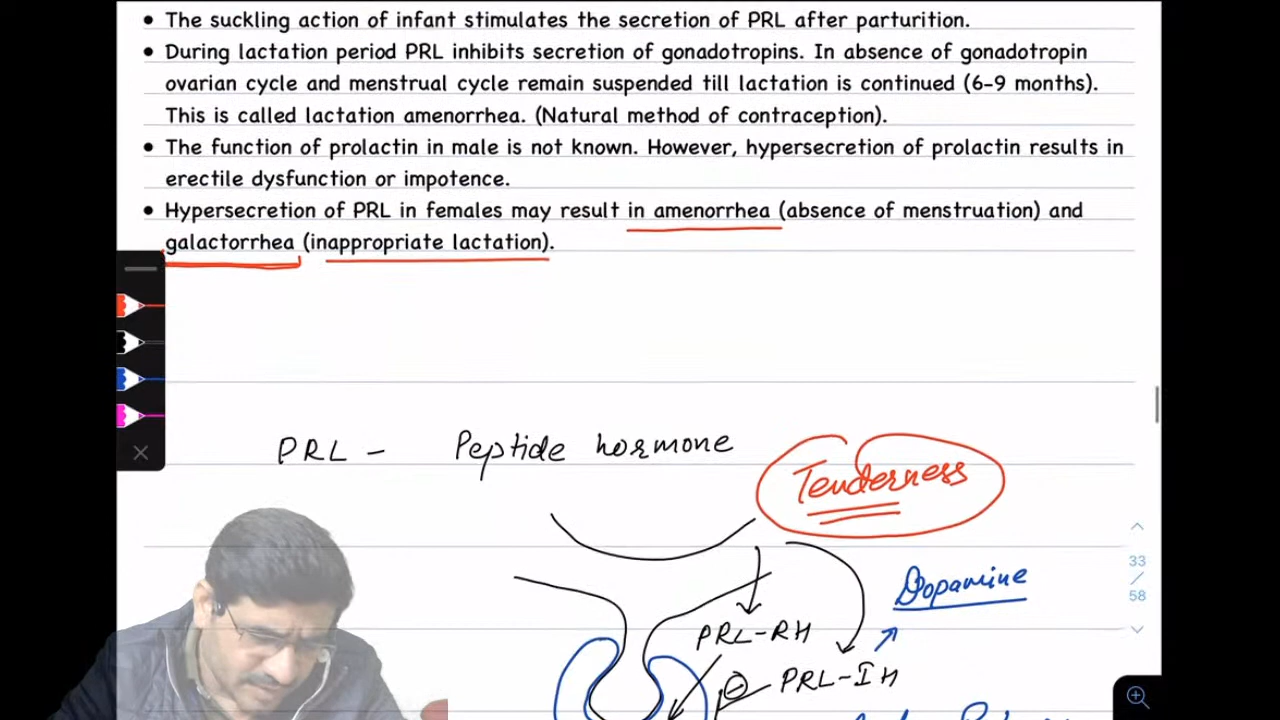 • The suckling action of infant stimulates the secretion of PRL after parturition.
• During lactation period PRL inhibits secretion of gonadotropins. In absence of gonadotropin
ovarian cycle and menstrual cycle remain suspended till lactation is continued (6-9 months).
This is called lactation amenorrhea. (Natural method of contraception).
• The function of prolactin in male is not known. However, hypersecretion of prolactin results in
erectile dysfunction or impotence.
• Hypersecretion of PRL in females may result in amenorrhea (absence of menstruation) and
galactorrhea (inappropriate lactation).
PRL - Peptide hormone
Tenderness
Dopamine
PRL-RH
PRL-IH
33
/
58